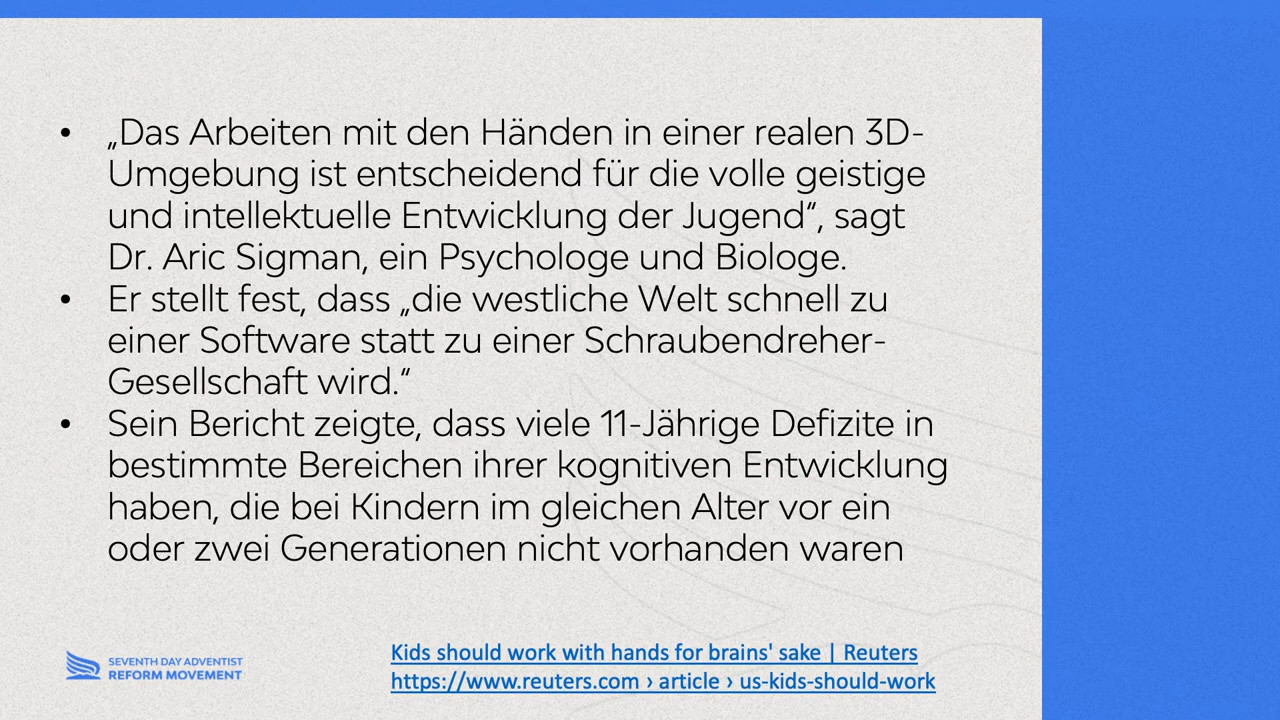 • „Das Arbeiten mit den Händen in einer realen 3D-
Umgebung ist entscheidend für die volle geistige
und intellektuelle Entwicklung der Jugend“, sagt
Dr. Aric Sigman, ein Psychologe und Biologe.
• Er stellt fest, dass „die westliche Welt schnell zu
einer Software statt zu einer Schraubendreher-
Gesellschaft wird.“
• Sein Bericht zeigte, dass viele 11-Jährige Defizite in
bestimmte Bereichen ihrer kognitiven Entwicklung
haben, die bei Kindern im gleichen Alter vor ein
oder zwei Generationen nicht vorhanden waren
Kids should work with hands for brains' sake | Reuters
https://www.reuters.com › article › us-kids-should-work
SEVENTH DAY ADVENTIST
REFORM MOVEMENT